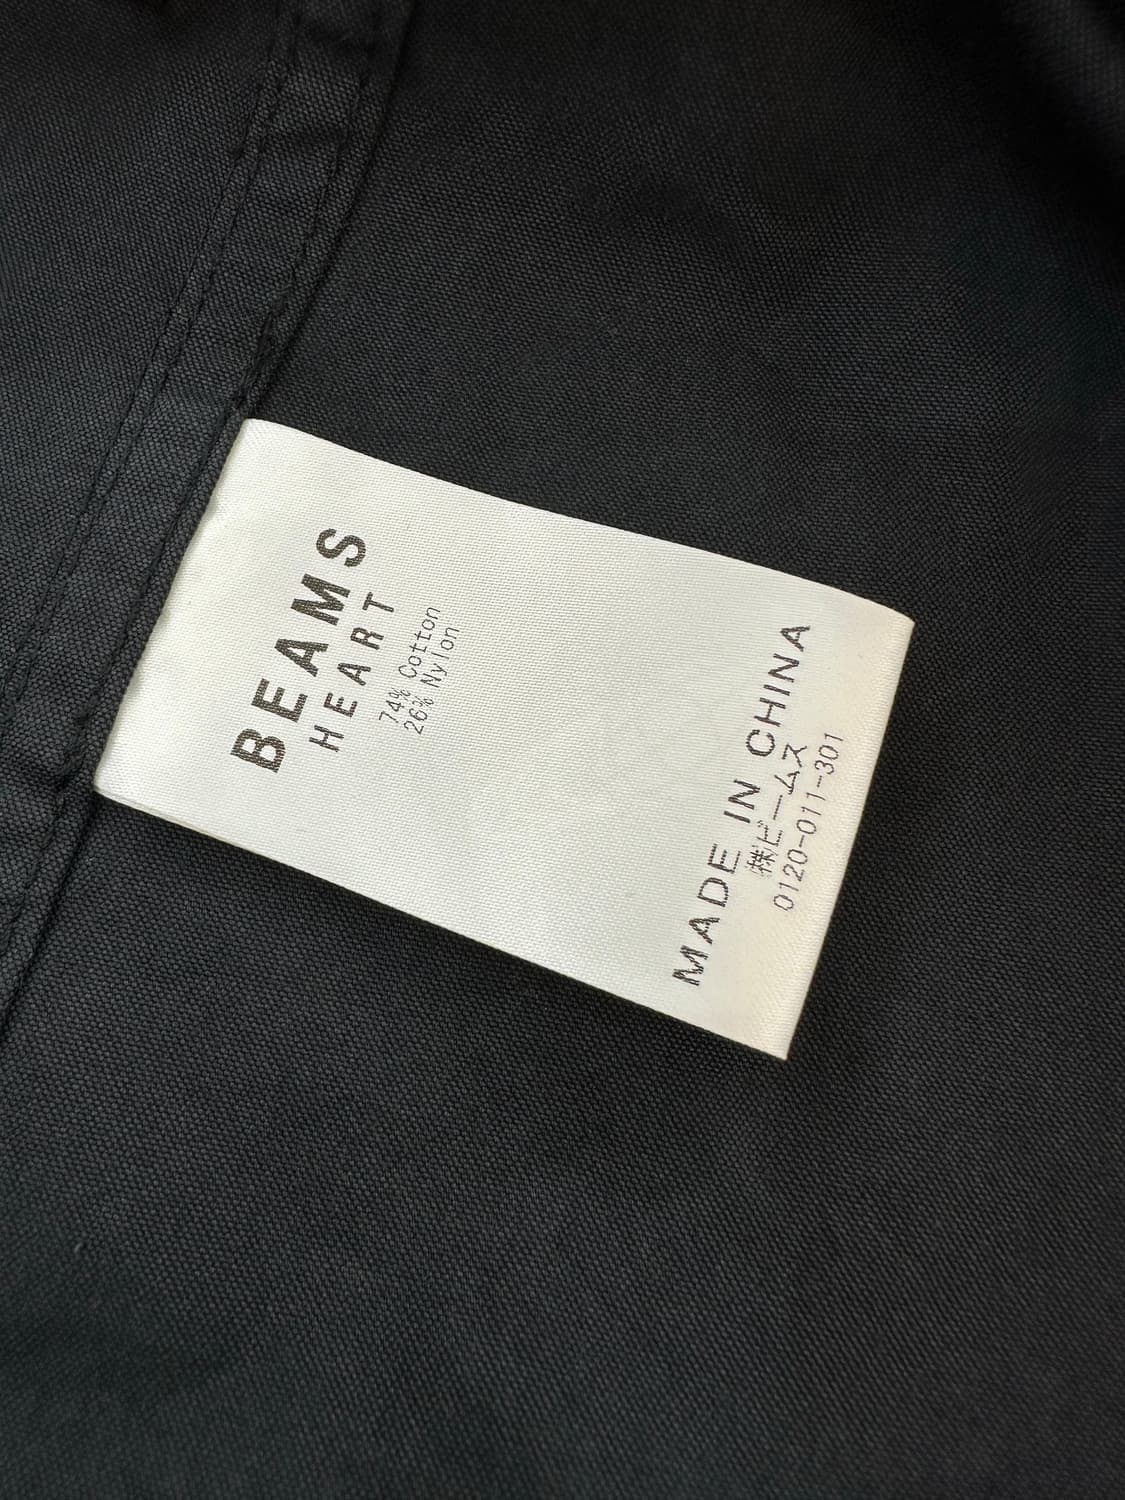 BEAMS
HEART
74% Cotton
26% Nylon
MADE IN CHINA
㈱ビームス
0120-011-301